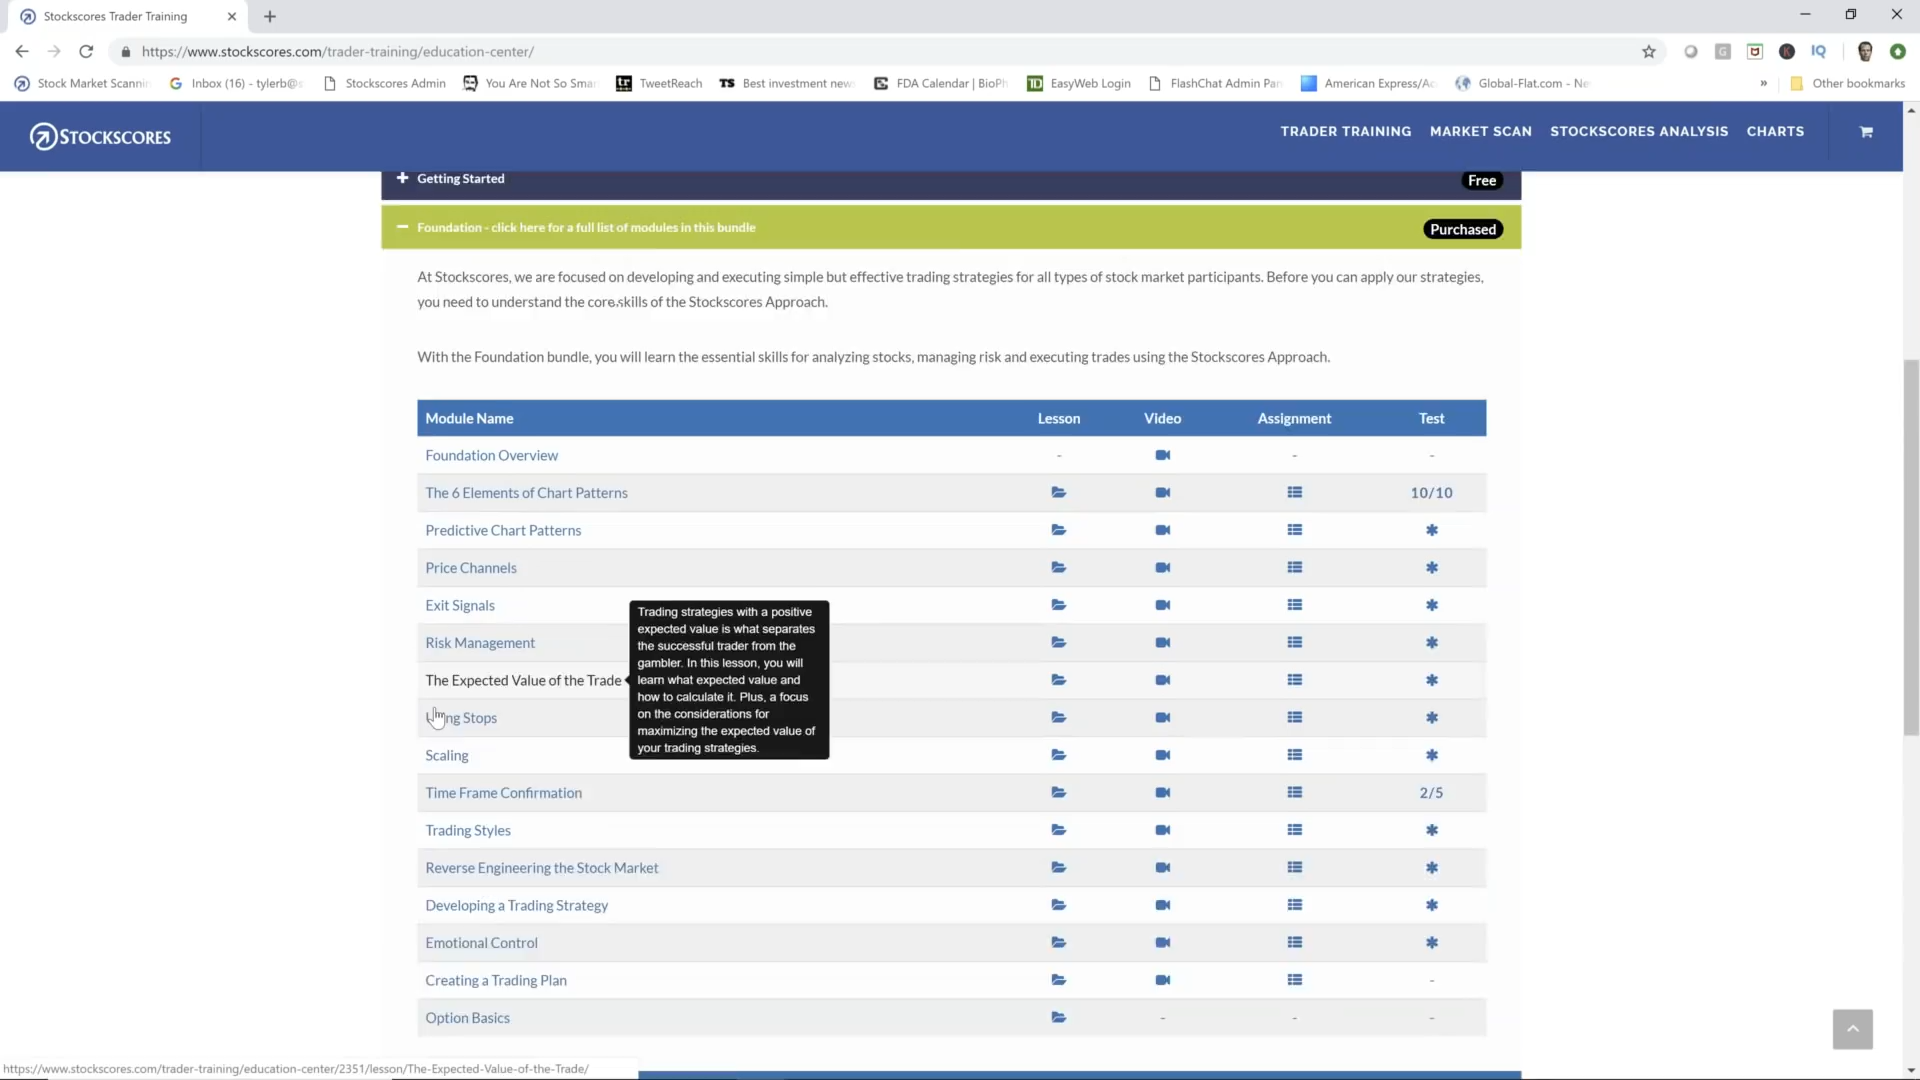 Stockscores Trader Training
https://www.stockscores.com/trader-training/education-center/
Stock Market Scannin
Inbox (16) - tylerb@s
Stockscores Admin
You Are Not So Smar
TweetReach
Best investment news
FDA Calendar | BioPh
EasyWeb Login
FlashChat Admin Pan
American Express/Ac
Global-Flat.com - Ne
»
Other bookmarks
STOCKSCORES
TRADER TRAINING
MARKET SCAN
STOCKSCORES ANALYSIS
CHARTS
+ Getting Started
Free
− Foundation - click here for a full list of modules in this bundle
Purchased
At Stockscores, we are focused on developing and executing simple but effective trading strategies for all types of stock market participants. Before you can apply our strategies,
you need to understand the core skills of the Stockscores Approach.
With the Foundation bundle, you will learn the essential skills for analyzing stocks, managing risk and executing trades using the Stockscores Approach.
Module Name Lesson Video Assignment Test
Foundation Overview - - -
The 6 Elements of Chart Patterns 10/10
Predictive Chart Patterns
Price Channels
Exit Signals
Risk Management
The Expected Value of the Trade
Trading strategies with a positive
expected value is what separates
the successful trader from the
gambler. In this lesson, you will
learn what expected value and
how to calculate it. Plus, a focus
on the considerations for
maximizing the expected value of
your trading strategies.
Stops
Scaling
Time Frame Confirmation 2/5
Trading Styles
Reverse Engineering the Stock Market
Developing a Trading Strategy
Emotional Control
Creating a Trading Plan -
Option Basics - - -
https://www.stockscores.com/trader-training/education-center/2351/lesson/The-Expected-Value-of-the-Trade/